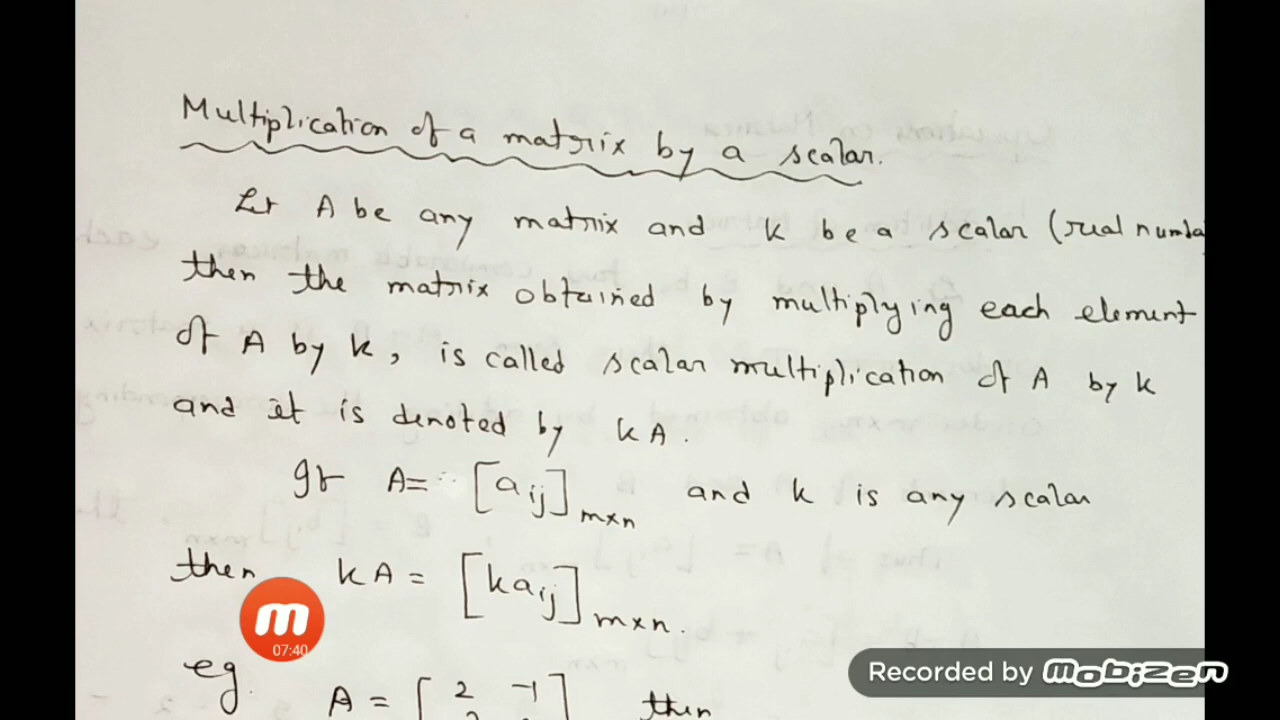 Multiplication of a matrix by a scalar.
Let A be any matrix and k be a scalar (real
then the matrix obtained by multiplying each element
of A by k, is called scalar multiplication of A by k
and it is denoted by kA.
If A = [aij]m×n and k is any scalar
then kA = [kaij]m×n.
m
07:40
eg.
A = [2 -1] then
Recorded by Mobizen